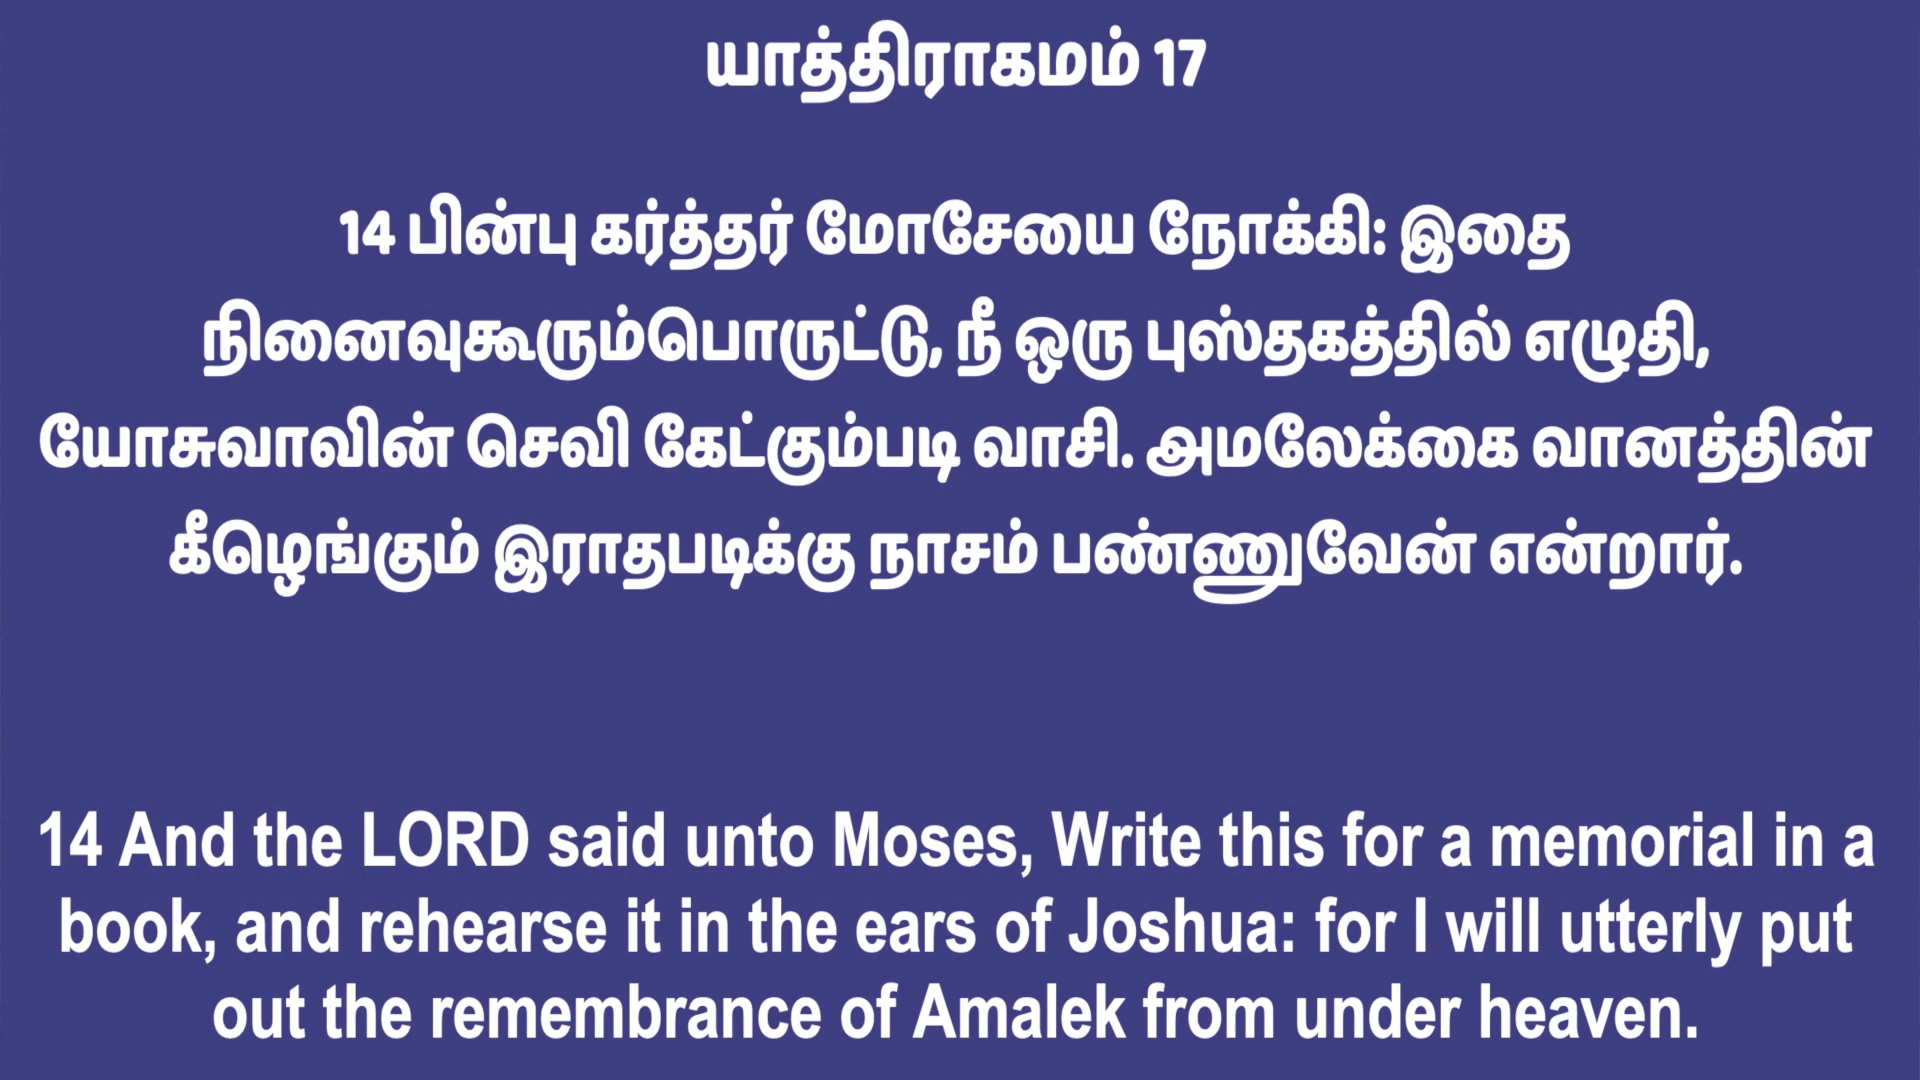 யாத்திராகமம் 17
14 பின்பு கர்த்தர் மோசேயை நோக்கி: இதை
நினைவுகூரும்பொருட்டு, நீ ஒரு புஸ்தகத்தில் எழுதி,
யோசுவாவின் செவி கேட்கும்படி வாசி. அமலேக்கை வானத்தின்
கீழெங்கும் இராதபடிக்கு நாசம் பண்ணுவேன் என்றார்.
14 And the LORD said unto Moses, Write this for a memorial in a
book, and rehearse it in the ears of Joshua: for I will utterly put
out the remembrance of Amalek from under heaven.